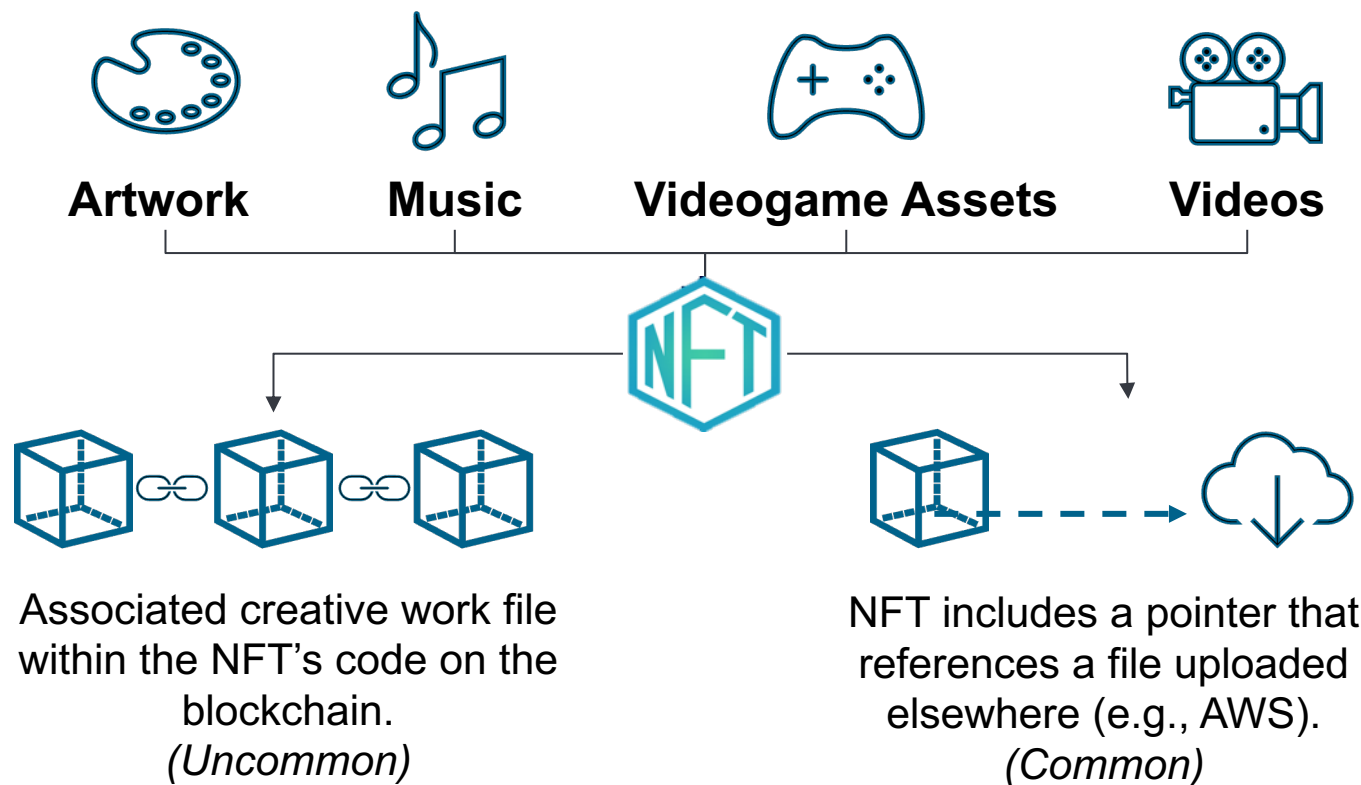 Artwork
Music
Videogame Assets
Videos
NFT
Associated creative work file
within the NFT’s code on the
blockchain.
(Uncommon)
NFT includes a pointer that
references a file uploaded
elsewhere (e.g., AWS).
(Common)